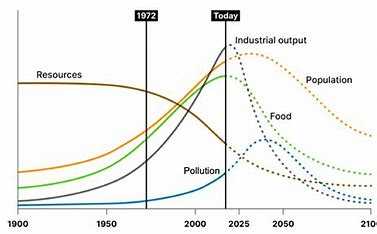 1972
Today
Industrial output
Resources
Population
Food
Pollution
1900
1950
2000
2025
2050
2100